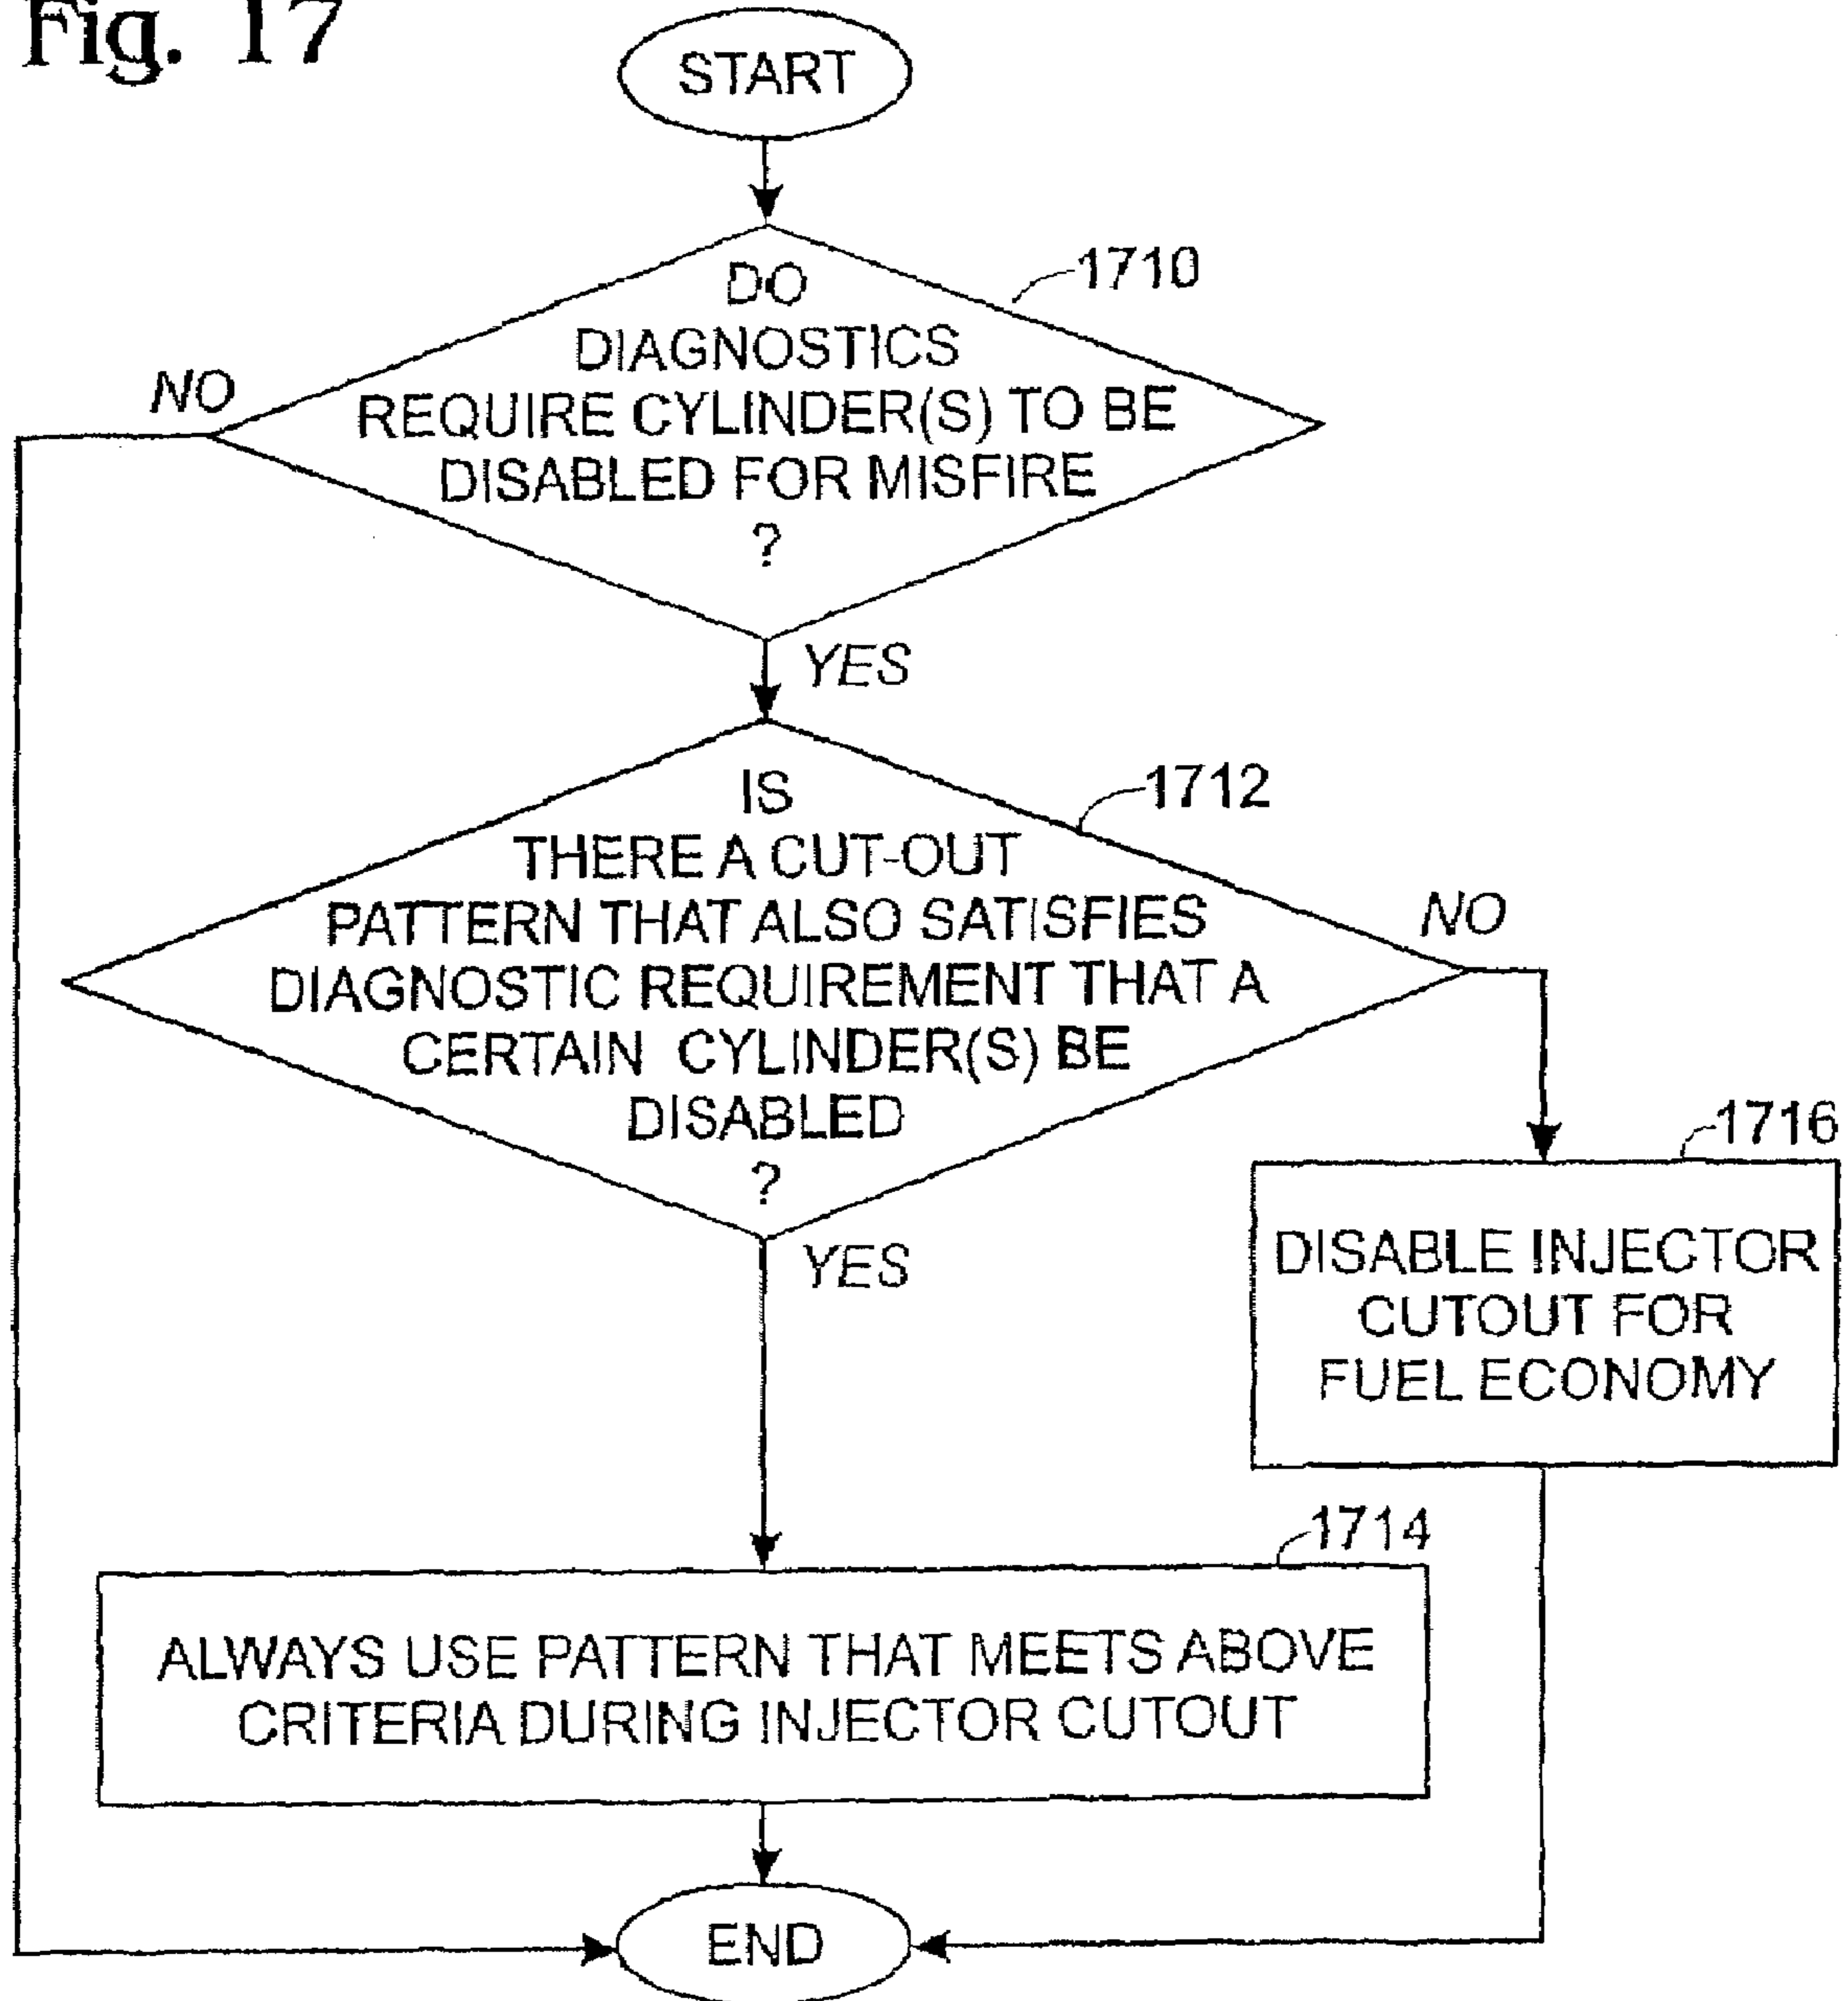 Fig. 17
START
1710
DO
DIAGNOSTICS
REQUIRE CYLINDER(S) TO BE
DISABLED FOR MISFIRE
?
NO
YES
1712
IS
THERE A CUT-OUT
PATTERN THAT ALSO SATISFIES
DIAGNOSTIC REQUIREMENT THAT A
CERTAIN CYLINDER(S) BE
DISABLED
?
NO
YES
1716
DISABLE INJECTOR
CUTOUT FOR
FUEL ECONOMY
1714
ALWAYS USE PATTERN THAT MEETS ABOVE
CRITERIA DURING INJECTOR CUTOUT
END